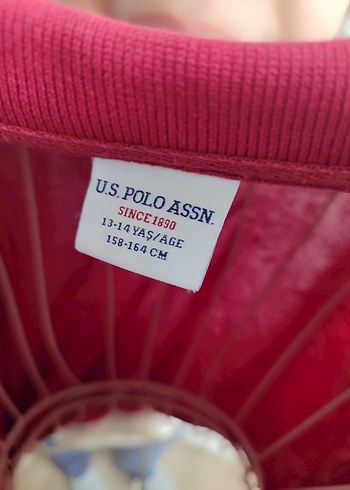 U.S. POLO ASSN.
SINCE 1890
13-14 YAŞ/AGE
158-164 CM